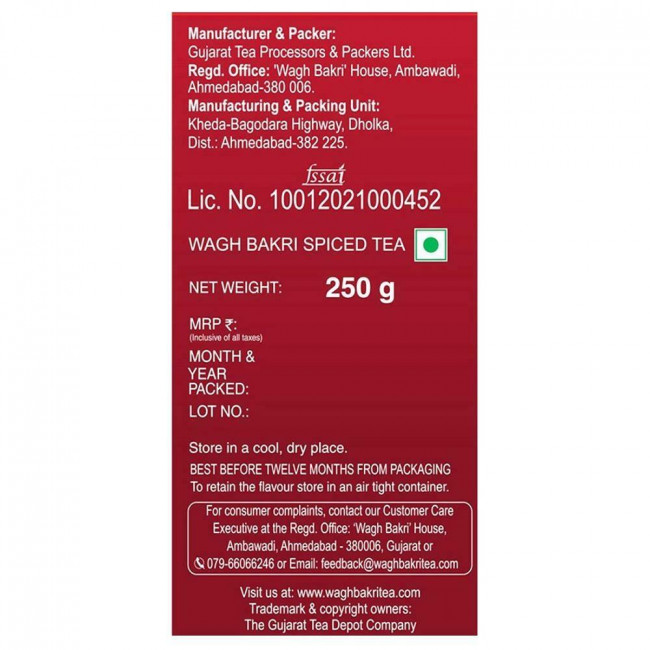 Manufacturer & Packer:
Gujarat Tea Processors & Packers Ltd.
Regd. Office: 'Wagh Bakri' House, Ambawadi,
Ahmedabad-380 006.
Manufacturing & Packing Unit:
Kheda-Bagodara Highway, Dholka,
Dist.: Ahmedabad-382 225.
fssai
Lic. No. 10012021000452
WAGH BAKRI SPICED TEA
NET WEIGHT: 250 g
MRP ₹:
(Inclusive of all taxes)
MONTH &
YEAR
PACKED:
LOT NO.:
Store in a cool, dry place.
BEST BEFORE TWELVE MONTHS FROM PACKAGING
To retain the flavour store in an air tight container.
For consumer complaints, contact our Customer Care
Executive at the Regd. Office: 'Wagh Bakri' House,
Ambawadi, Ahmedabad - 380006, Gujarat or
079-66066246 or Email: feedback@waghbakritea.com
Visit us at: www.waghbakritea.com
Trademark & copyright owners:
The Gujarat Tea Depot Company